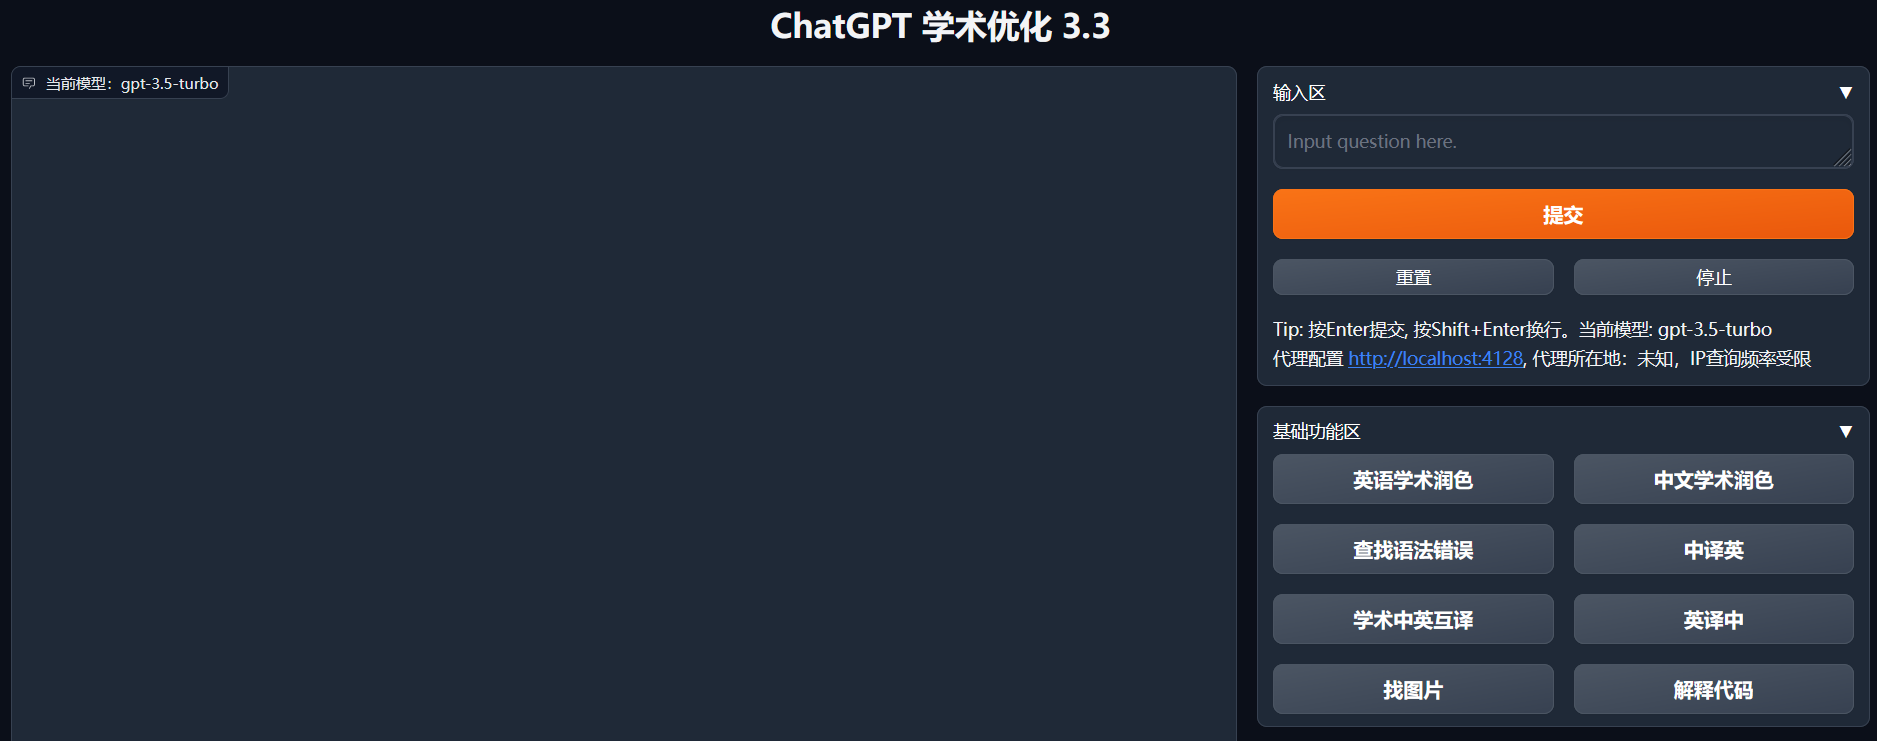 ChatGPT 学术优化 3.3
当前模型：gpt-3.5-turbo
输入区
Input question here.
提交
重置
停止
Tip: 按Enter提交, 按Shift+Enter换行。当前模型: gpt-3.5-turbo
代理配置 http://localhost:4128, 代理所在地：未知，IP查询频率受限
基础功能区
英语学术润色
中文学术润色
查找语法错误
中译英
学术中英互译
英译中
找图片
解释代码